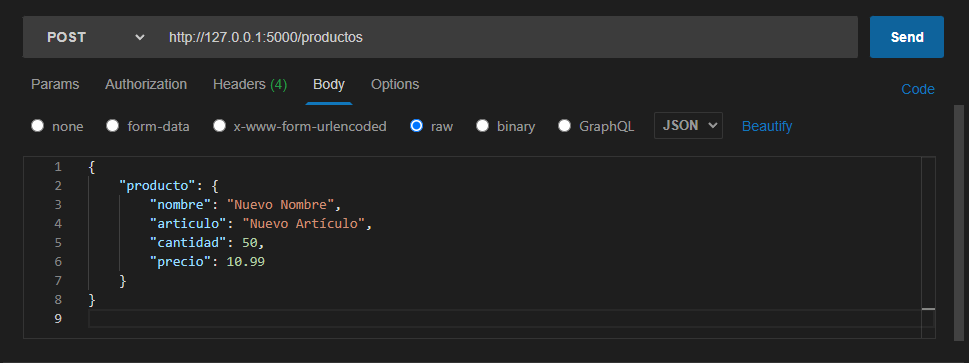 POST http://127.0.0.1:5000/productos Send
Params Authorization Headers (4) Body Options Code
none form-data x-www-form-urlencoded raw binary GraphQL JSON Beautify
1 {
2 "producto": {
3 "nombre": "Nuevo Nombre",
4 "articulo": "Nuevo Artículo",
5 "cantidad": 50,
6 "precio": 10.99
7 }
8 }
9